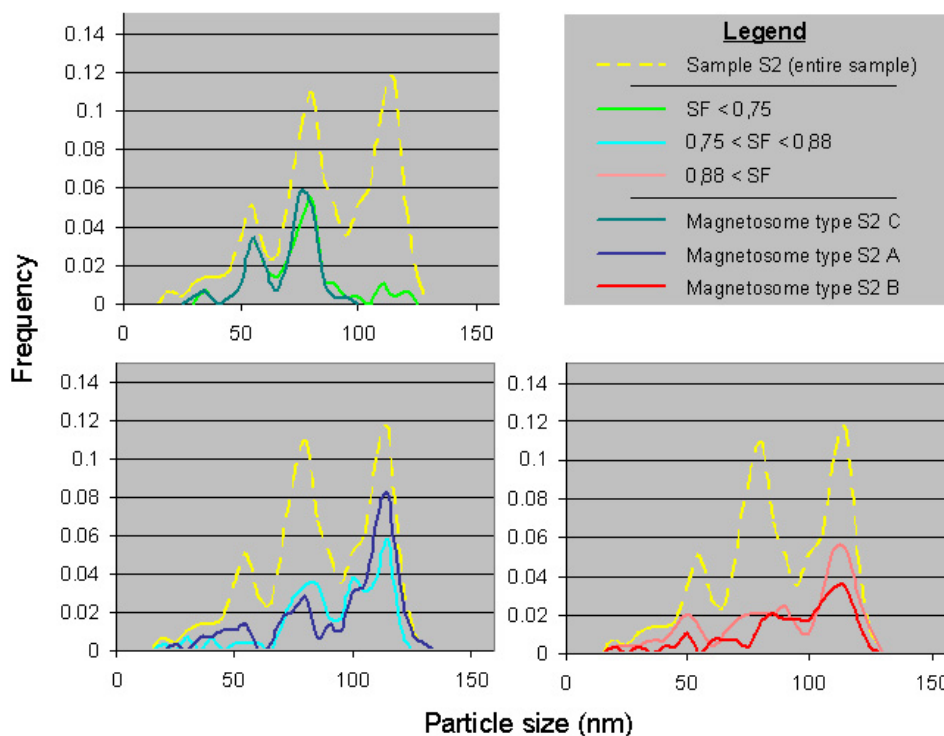 0.14
0.12
0.1
0.08
0.06
0.04
0.02
0
0 50 100 150
Legend
Sample S2 (entire sample)
SF < 0,75
0,75 < SF < 0,88
0,88 < SF
Magnetosome type S2 C
Magnetosome type S2 A
Magnetosome type S2 B
Frequency
0.14
0.12
0.1
0.08
0.06
0.04
0.02
0
0 50 100 150
0.14
0.12
0.1
0.08
0.06
0.04
0.02
0
0 50 100 150
Particle size (nm)